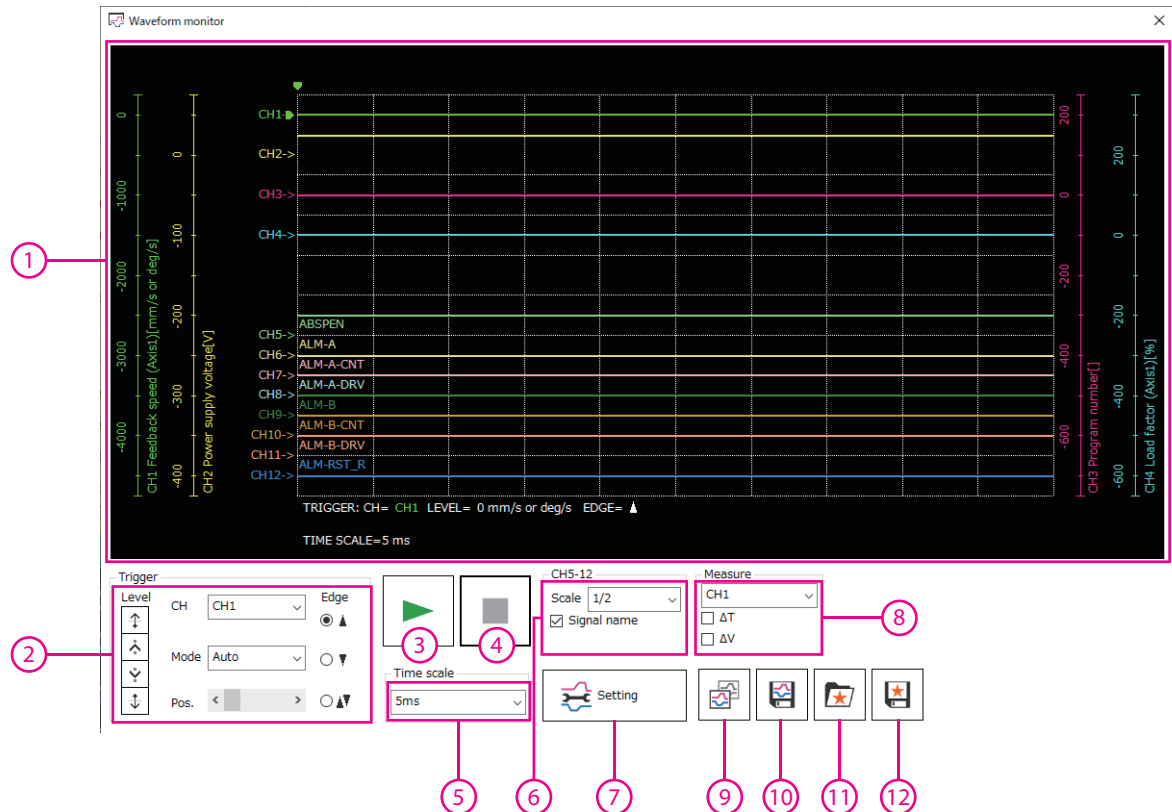 Waveform monitor
0
-1000
-2000
-3000
-4000
CH1 Feedback speed (Axis1)[mm/s or deg/s]
0
-100
-200
-300
-400
CH2 Power supply voltage[V]
CH1
CH2->
CH3->
CH4->
CH5->
CH6->
CH7->
CH8->
CH9->
CH10->
CH11->
CH12->
ABSPEN
ALM-A
ALM-A-CNT
ALM-A-DRV
ALM-B
ALM-B-CNT
ALM-B-DRV
ALM-RST_R
200
0
-200
-400
-600
CH3 Program number[]
200
0
-200
-400
-600
CH4 Load factor (Axis1)[%]
TRIGGER: CH= CH1 LEVEL= 0 mm/s or deg/s EDGE=
TIME SCALE=5 ms
1
Trigger
Level
CH CH1
Edge
Mode Auto
Pos.
2
3
4
Time scale
5ms
CH5-12
Scale 1/2
Signal name
Measure
CH1
ΔT
ΔV
8
Setting
5
6
7
9
10
11
12